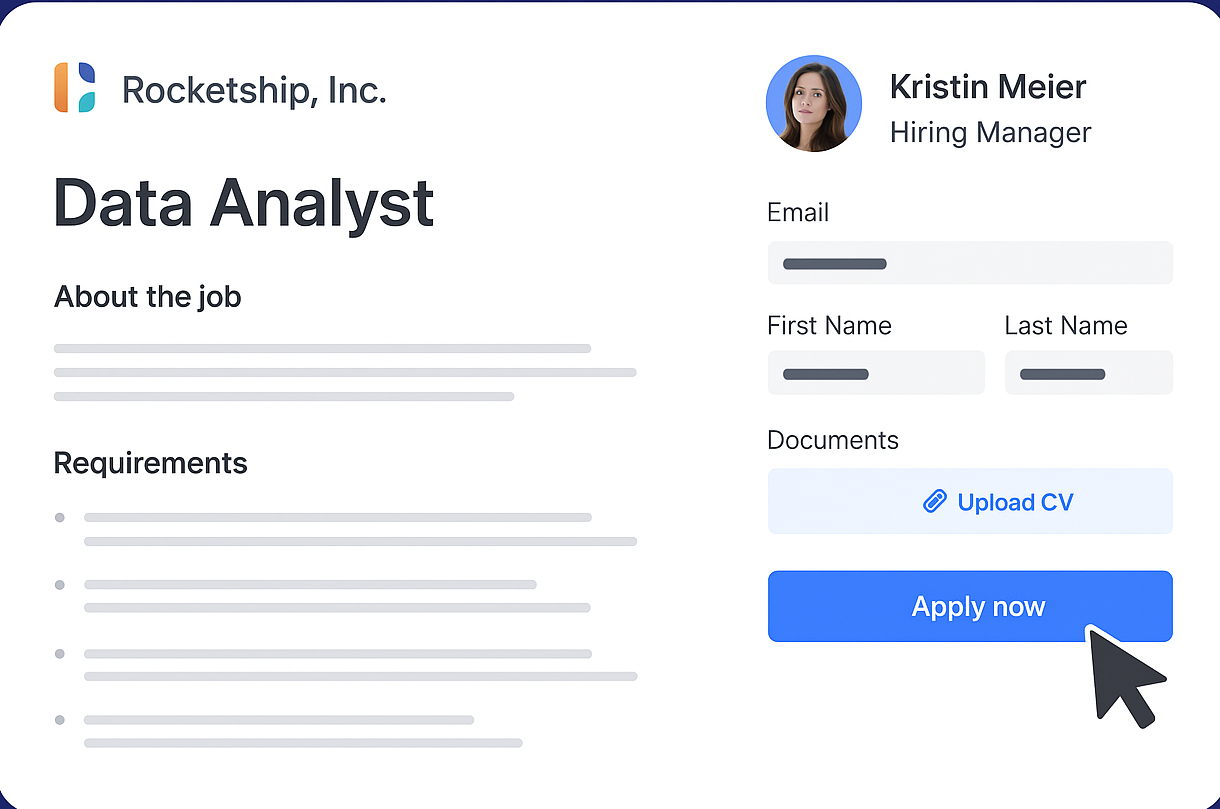 Rocketship, Inc.
Data Analyst
About the job
Requirements
Kristin Meier
Hiring Manager
Email
First Name
Last Name
Documents
Upload CV
Apply now